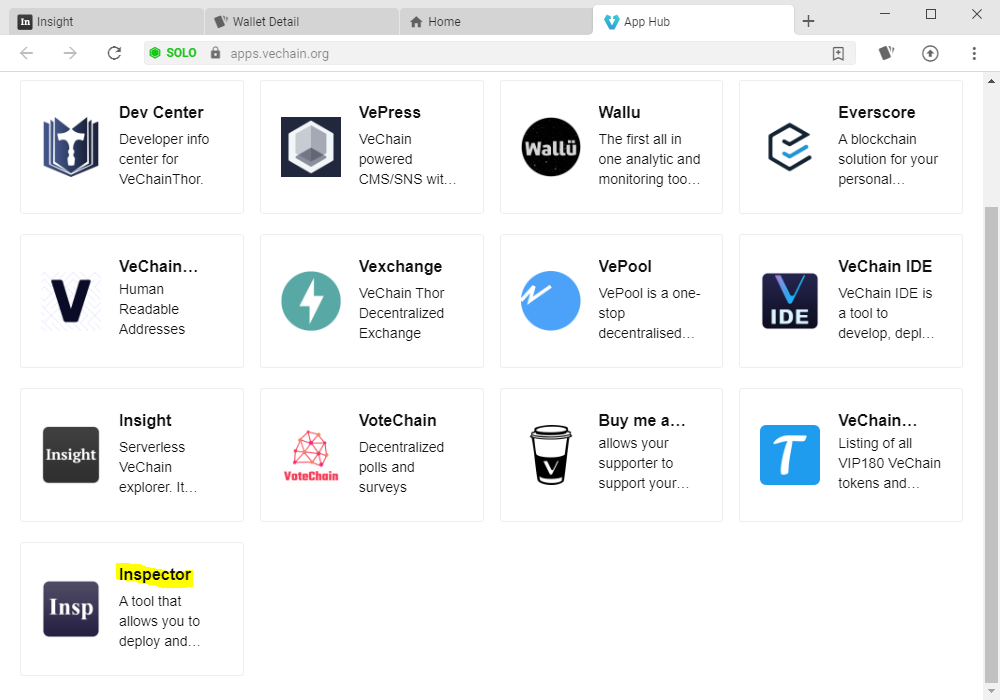 In Insight
Wallet Detail
Home
App Hub
SOLO
apps.vechain.org
Dev Center
Developer info
center for
VeChainThor.
VePress
VeChain
powered
CMS/SNS wit…
Wallü
Wallu
The first all in
one analytic and
monitoring too…
Everscore
A blockchain
solution for your
personal…
V
VeChain…
Human
Readable
Addresses
Vexchange
VeChain Thor
Decentralized
Exchange
VePool
VePool is a one-
stop
decentralised…
IDE
VeChain IDE
VeChain IDE is
a tool to
develop, depl…
Insight
Insight
Serverless
VeChain
explorer. It…
VoteChain
VoteChain
Decentralized
polls and
surveys
V
Buy me a…
allows your
supporter to
support your…
T
VeChain…
Listing of all
VIP180 VeChain
tokens and…
Insp
Inspector
A tool that
allows you to
deploy and…